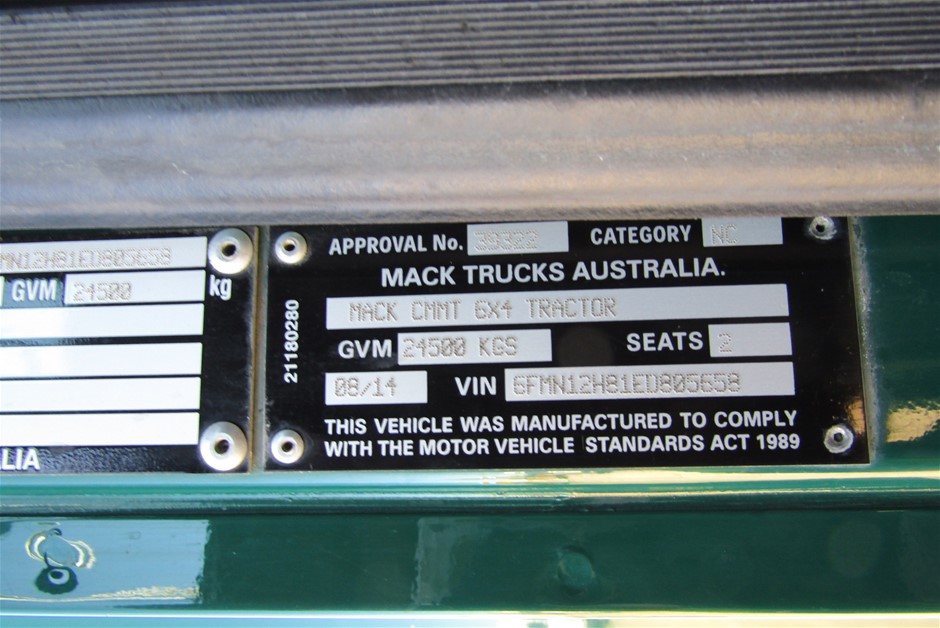 MN12H81ED805658
GVM 24500 kg
LIA
APPROVAL No. 39322 CATEGORY NC
MACK TRUCKS AUSTRALIA.
MACK CMMT 6X4 TRACTOR
GVM 24500 KGS SEATS 2
08/14 VIN 6FMN12H81ED805658
THIS VEHICLE WAS MANUFACTURED TO COMPLY
WITH THE MOTOR VEHICLE STANDARDS ACT 1989
21180280